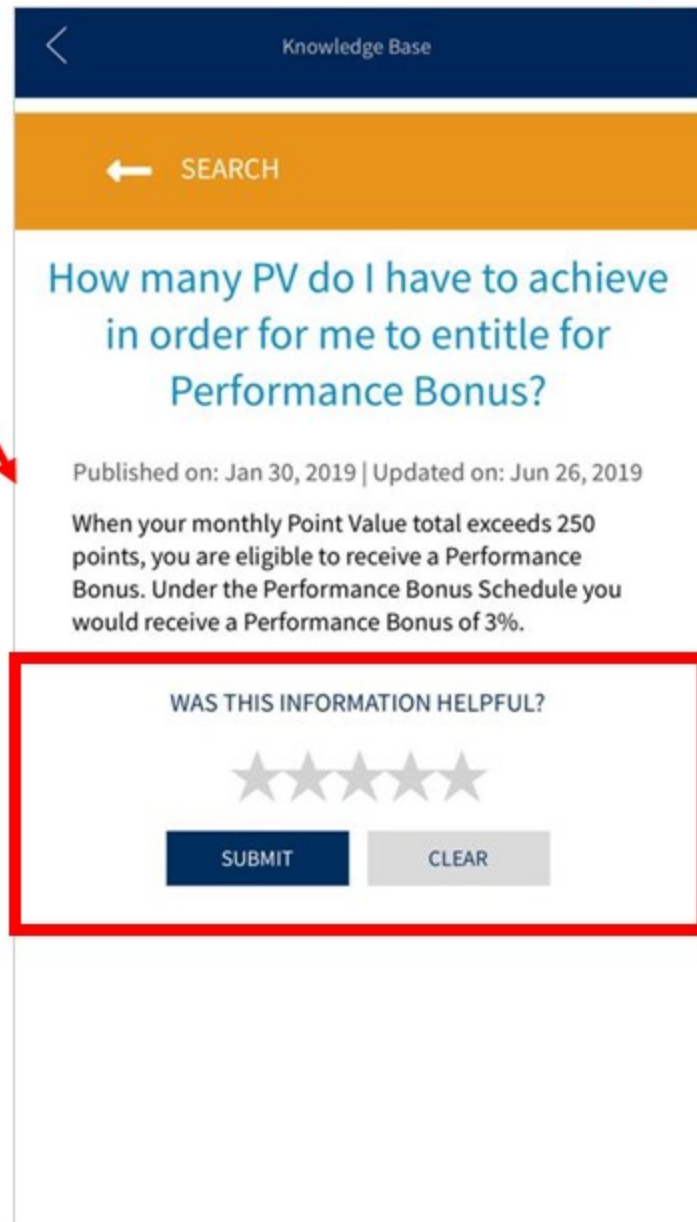 Knowledge Base
SEARCH
How many PV do I have to achieve
in order for me to entitle for
Performance Bonus?
Published on: Jan 30, 2019 | Updated on: Jun 26, 2019
When your monthly Point Value total exceeds 250
points, you are eligible to receive a Performance
Bonus. Under the Performance Bonus Schedule you
would receive a Performance Bonus of 3%.
WAS THIS INFORMATION HELPFUL?
SUBMIT
CLEAR